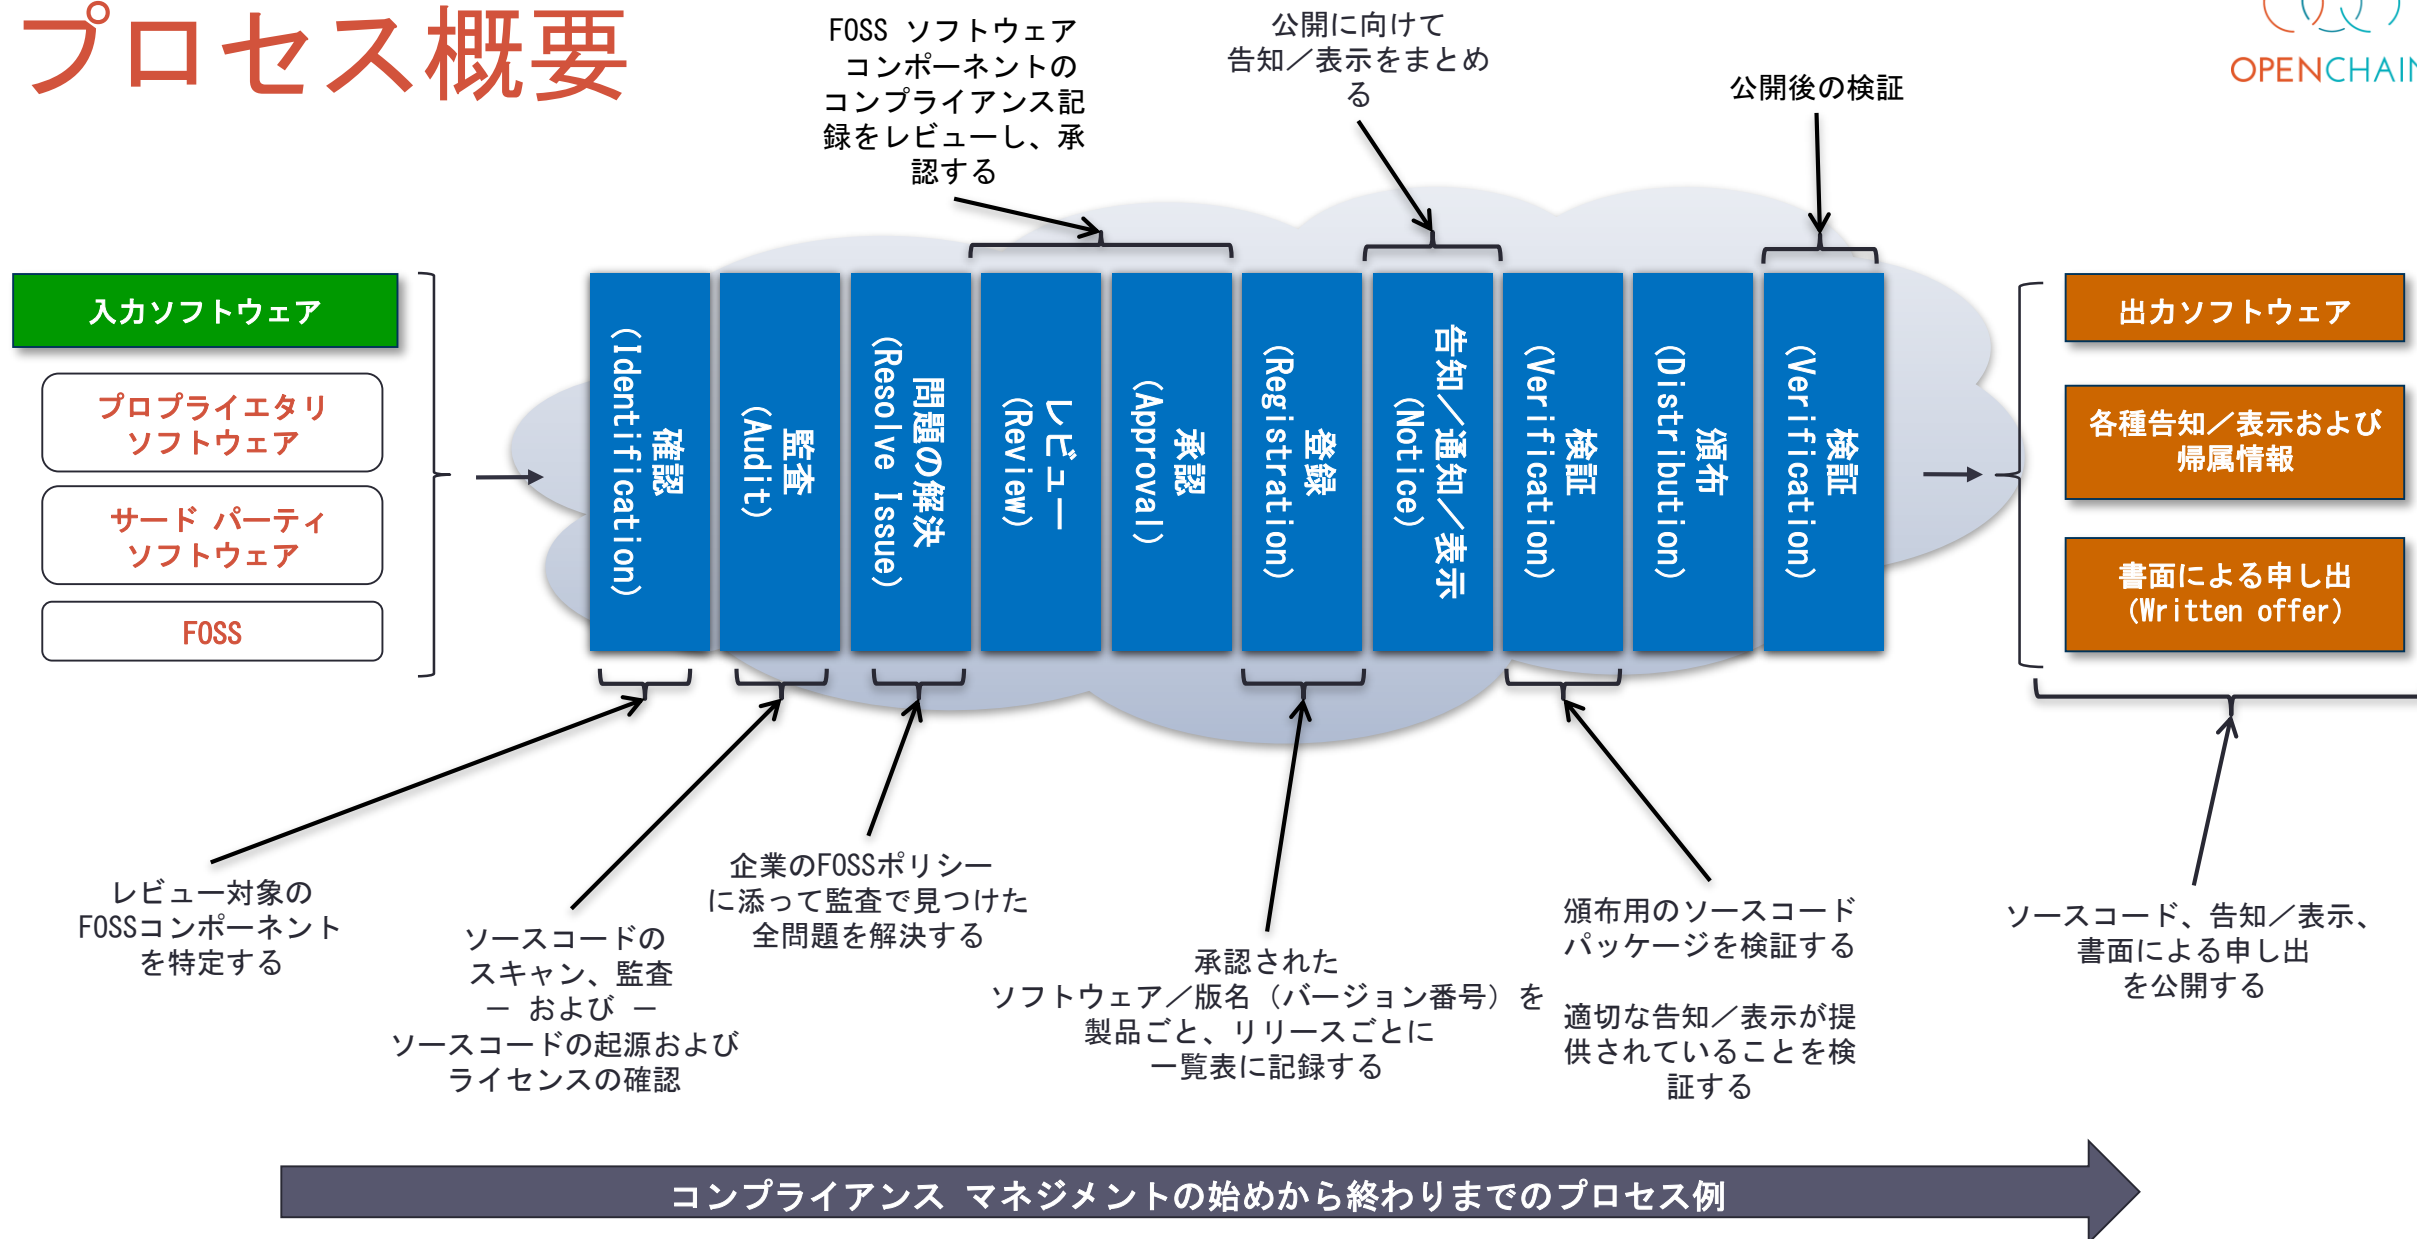 プロセス概要
FOSS ソフトウェア
コンポーネントの
コンプライアンス記
録をレビューし、承
認する
公開に向けて
告知／表示をまとめ
る
公開後の検証
OPENCHAIN
入力ソフトウェア
プロプライエタリ
ソフトウェア
サード パーティ
ソフトウェア
FOSS
確認
(Identification)
監査
(Audit)
問題の解決
(Resolve Issue)
レビュー
(Review)
承認
(Approval)
登録
(Registration)
告知／通知／表示
(Notice)
検証
(Verification)
頒布
(Distribution)
検証
(Verification)
出力ソフトウェア
各種告知／表示および
帰属情報
書面による申し出
(Written offer)
レビュー対象の
FOSSコンポーネント
を特定する
ソースコードの
スキャン、監査
－ および －
ソースコードの起源および
ライセンスの確認
企業のFOSSポリシー
に添って監査で見つけた
全問題を解決する
承認された
ソフトウェア／版名（バージョン番号）を
製品ごと、リリースごとに
一覧表に記録する
頒布用のソースコード
パッケージを検証する
適切な告知／表示が提
供されていることを検
証する
ソースコード、告知／表示、
書面による申し出
を公開する
コンプライアンス マネジメントの始めから終わりまでのプロセス例